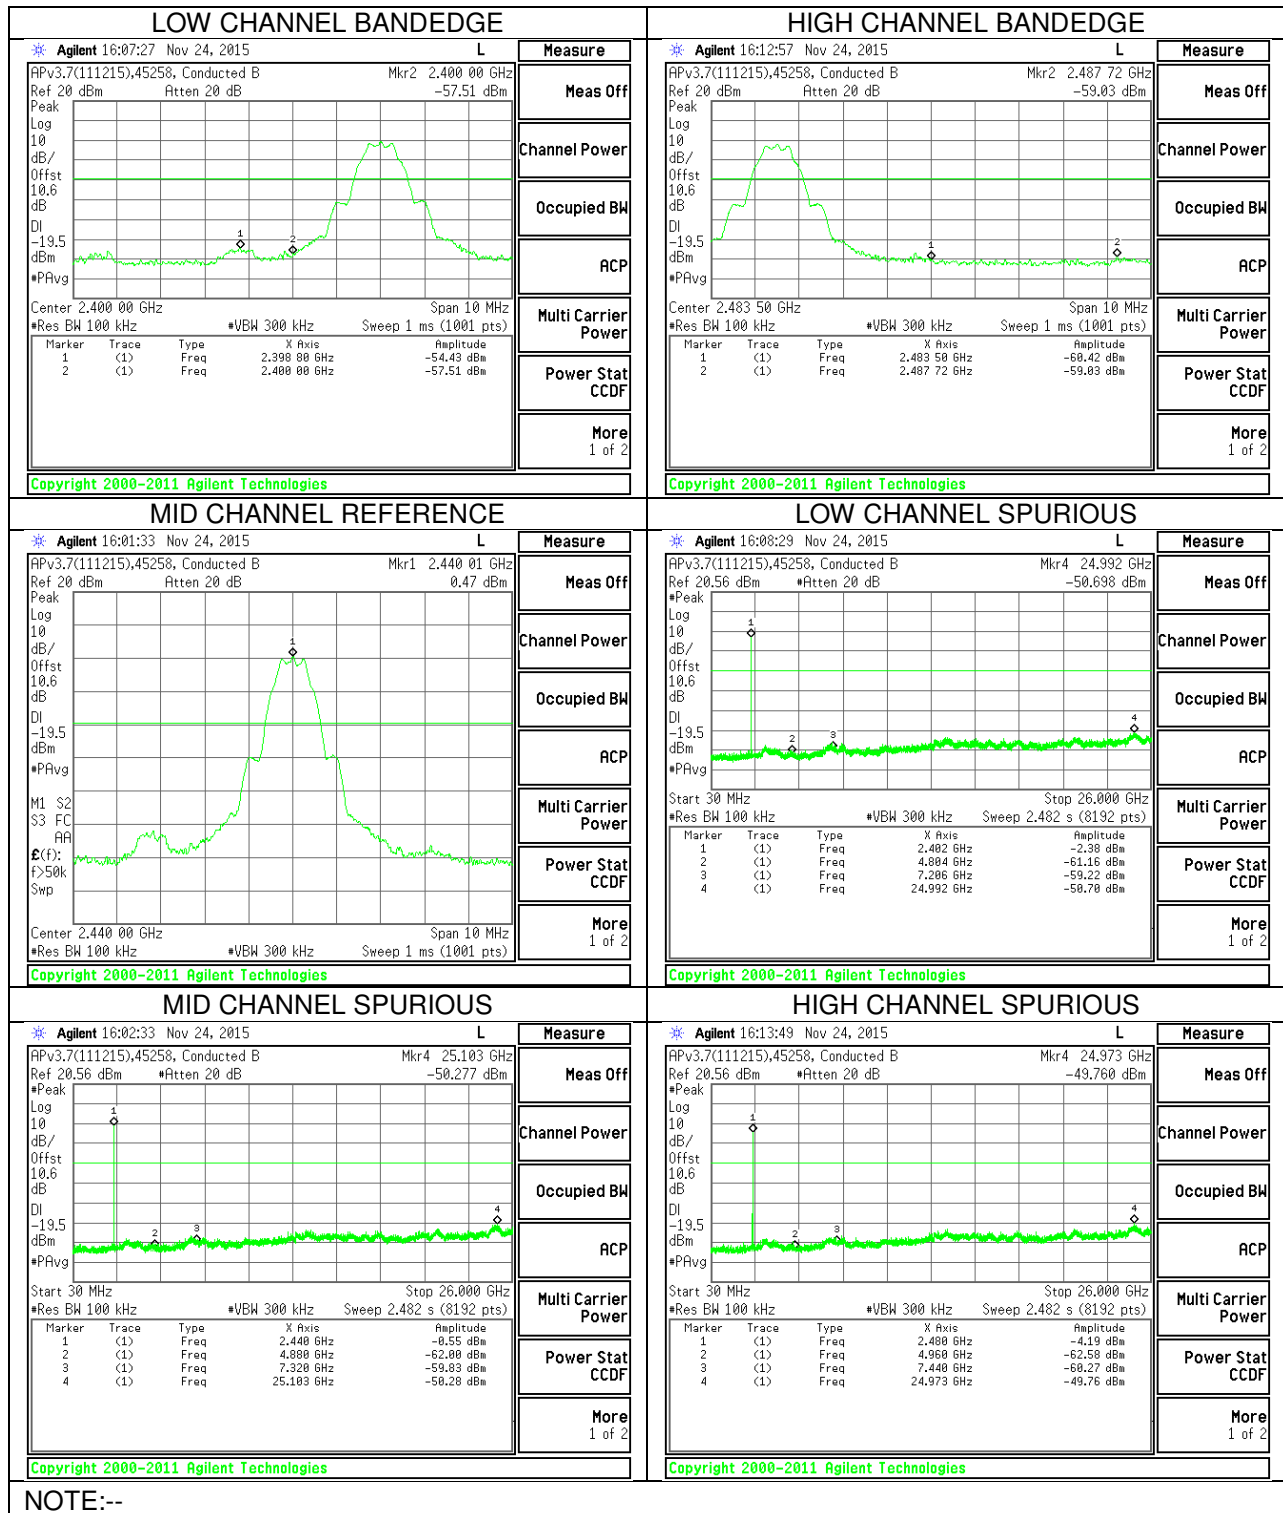 LOW CHANNEL BANDEDGE
Agilent 16:07:27 Nov 24, 2015 L Measure
APv3.7(111215),45258, Conducted B Mkr2 2.400 00 GHz
Ref 20 dBm Atten 20 dB -57.51 dBm Meas Off
Peak
Log
10
dB/
Offst
10.6
dB
DI
-19.5
dBm
#PAvg
1
2
Channel Power
Occupied BW
ACP
Center 2.400 00 GHz Span 10 MHz
#Res BW 100 kHz #VBW 300 kHz Sweep 1 ms (1001 pts)
Multi Carrier
Power
Marker Trace Type X Axis Amplitude
1 (1) Freq 2.398 80 GHz -54.43 dBm
2 (1) Freq 2.400 00 GHz -57.51 dBm
Power Stat
CCDF
More
1 of 2
Copyright 2000-2011 Agilent Technologies
HIGH CHANNEL BANDEDGE
Agilent 16:12:57 Nov 24, 2015 L Measure
APv3.7(111215),45258, Conducted B Mkr2 2.487 72 GHz
Ref 20 dBm Atten 20 dB -59.03 dBm Meas Off
Peak
Log
10
dB/
Offst
10.6
dB
DI
-19.5
dBm
#PAvg
1
2
Channel Power
Occupied BW
ACP
Center 2.483 50 GHz Span 10 MHz
#Res BW 100 kHz #VBW 300 kHz Sweep 1 ms (1001 pts)
Multi Carrier
Power
Marker Trace Type X Axis Amplitude
1 (1) Freq 2.483 50 GHz -60.42 dBm
2 (1) Freq 2.487 72 GHz -59.03 dBm
Power Stat
CCDF
More
1 of 2
Copyright 2000-2011 Agilent Technologies
MID CHANNEL REFERENCE
Agilent 16:01:33 Nov 24, 2015 L Measure
APv3.7(111215),45258, Conducted B Mkr1 2.440 01 GHz
Ref 20 dBm Atten 20 dB 0.47 dBm Meas Off
Peak
Log
10
dB/
Offst
10.6
dB
DI
-19.5
dBm
#PAvg
M1 S2
S3 FC
AA
£(f):
f>50k
Swp
1
Channel Power
Occupied BW
ACP
Multi Carrier
Power
Power Stat
CCDF
Center 2.440 00 GHz Span 10 MHz
#Res BW 100 kHz #VBW 300 kHz Sweep 1 ms (1001 pts)
More
1 of 2
Copyright 2000-2011 Agilent Technologies
LOW CHANNEL SPURIOUS
Agilent 16:08:29 Nov 24, 2015 L Measure
APv3.7(111215),45258, Conducted B Mkr4 24.992 GHz
Ref 20.56 dBm #Atten 20 dB -50.698 dBm Meas Off
#Peak
Log
10
dB/
Offst
10.6
dB
DI
-19.5
dBm
#PAvg
1
2
3
4
Channel Power
Occupied BW
ACP
Start 30 MHz Stop 26.000 GHz
#Res BW 100 kHz #VBW 300 kHz Sweep 2.482 s (8192 pts)
Multi Carrier
Power
Marker Trace Type X Axis Amplitude
1 (1) Freq 2.402 GHz -2.38 dBm
2 (1) Freq 4.804 GHz -61.16 dBm
3 (1) Freq 7.206 GHz -59.22 dBm
4 (1) Freq 24.992 GHz -50.70 dBm
Power Stat
CCDF
More
1 of 2
Copyright 2000-2011 Agilent Technologies
MID CHANNEL SPURIOUS
Agilent 16:02:33 Nov 24, 2015 L Measure
APv3.7(111215),45258, Conducted B Mkr4 25.103 GHz
Ref 20.56 dBm #Atten 20 dB -50.277 dBm Meas Off
#Peak
Log
10
dB/
Offst
10.6
dB
DI
-19.5
dBm
#PAvg
1
2
3
4
Channel Power
Occupied BW
ACP
Start 30 MHz Stop 26.000 GHz
#Res BW 100 kHz #VBW 300 kHz Sweep 2.482 s (8192 pts)
Multi Carrier
Power
Marker Trace Type X Axis Amplitude
1 (1) Freq 2.440 GHz -0.55 dBm
2 (1) Freq 4.880 GHz -62.00 dBm
3 (1) Freq 7.320 GHz -59.83 dBm
4 (1) Freq 25.103 GHz -50.28 dBm
Power Stat
CCDF
More
1 of 2
Copyright 2000-2011 Agilent Technologies
HIGH CHANNEL SPURIOUS
Agilent 16:13:49 Nov 24, 2015 L Measure
APv3.7(111215),45258, Conducted B Mkr4 24.973 GHz
Ref 20.56 dBm #Atten 20 dB -49.760 dBm Meas Off
#Peak
Log
10
dB/
Offst
10.6
dB
DI
-19.5
dBm
#PAvg
1
2
3
4
Channel Power
Occupied BW
ACP
Start 30 MHz Stop 26.000 GHz
#Res BW 100 kHz #VBW 300 kHz Sweep 2.482 s (8192 pts)
Multi Carrier
Power
Marker Trace Type X Axis Amplitude
1 (1) Freq 2.480 GHz -4.19 dBm
2 (1) Freq 4.960 GHz -62.58 dBm
3 (1) Freq 7.440 GHz -60.27 dBm
4 (1) Freq 24.973 GHz -49.76 dBm
Power Stat
CCDF
More
1 of 2
Copyright 2000-2011 Agilent Technologies
NOTE:--